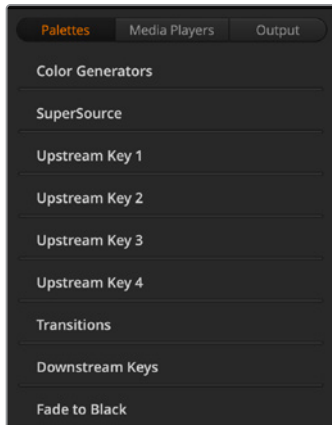 Palettes Media Players Output
Color Generators
SuperSource
Upstream Key 1
Upstream Key 2
Upstream Key 3
Upstream Key 4
Transitions
Downstream Keys
Fade to Black